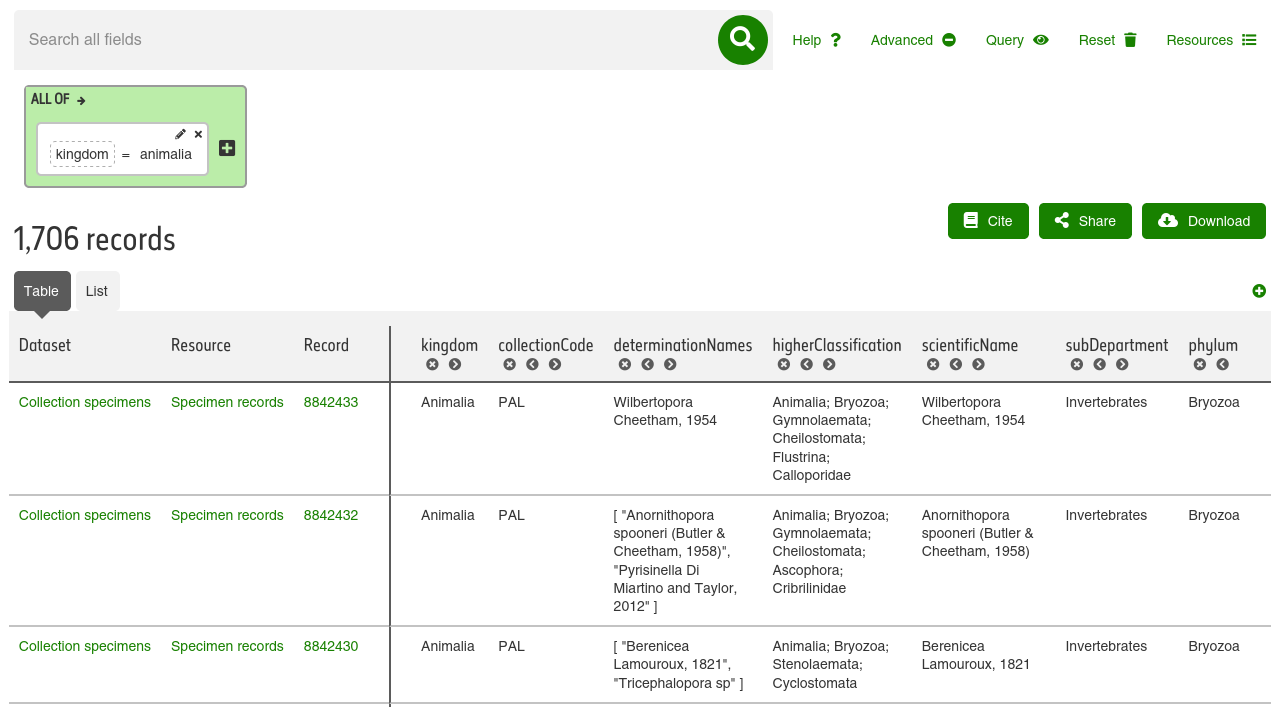 Search all fields
Help
Advanced
Query
Reset
Resources
ALL OF
kingdom = animalia
1,706 records
Cite
Share
Download
Table
List
Dataset Resource Record kingdom collectionCode determinationNames higherClassification scientificName subDepartment phylum
Collection specimens Specimen records 8842433 Animalia PAL Wilbertopora Animalia; Bryozoa; Wilbertopora Invertebrates Bryozoa
Cheetham, 1954 Gymnolaemata; Cheetham, 1954
Cheilostomata;
Flustrina;
Calloporidae
Collection specimens Specimen records 8842432 Animalia PAL [ "Anornithopora Animalia; Bryozoa; Anornithopora Invertebrates Bryozoa
spooneri (Butler & Gymnolaemata; spooneri (Butler &
Cheetham, 1958)", Cheilostomata; Cheetham, 1958)
"Pyrisinella Di Ascophora;
Miartino and Taylor, Cribrilinidae
2012" ]
Collection specimens Specimen records 8842430 Animalia PAL [ "Berenicea Animalia; Bryozoa; Berenicea Invertebrates Bryozoa
Lamouroux, 1821", Stenolaemata; Lamouroux, 1821
"Tricephalopora sp" ] Cyclostomata